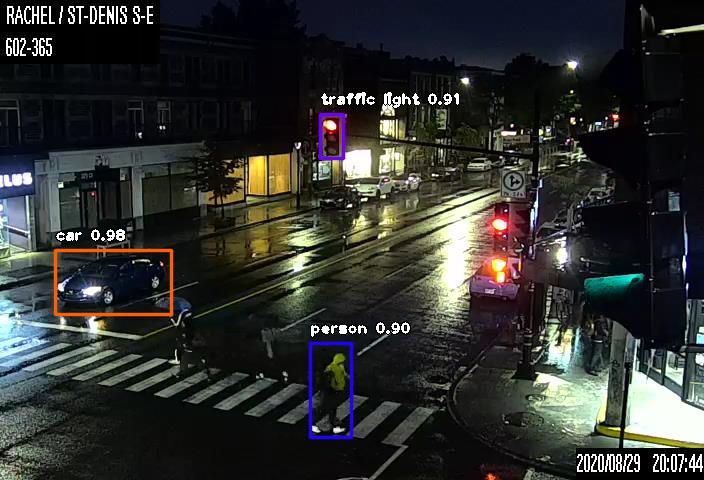 RACHEL / ST-DENIS S-E
602-365
traffic light 0.91
LUS
car 0.98
person 0.90
2020/08/29 20:07:44